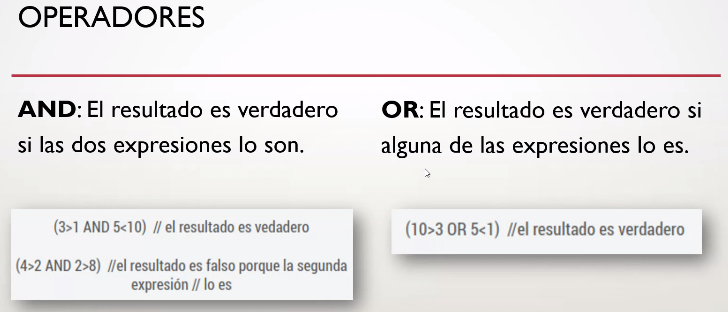 OPERADORES
AND: El resultado es verdadero
si las dos expresiones lo son.
OR: El resultado es verdadero si
alguna de las expresiones lo es.
(3>1 AND 5<10) // el resultado es vedadero
(4>2 AND 2>8) //el resultado es falso porque la segunda
expresión // lo es
(10>3 OR 5<1) //el resultado es verdadero